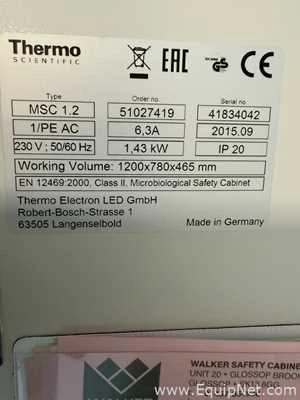 Thermo
SCIENTIFIC
EAC
CE
Type Order no. Serial no.
MSC 1.2 51027419 41834042
1/PE AC 6,3A 2015.09
230 V ; 50/60 Hz 1,43 kW IP 20
Working Volume: 1200x780x465 mm
EN 12469:2000, Class II, Microbiological Safety Cabinet
Thermo Electron LED GmbH
Robert-Bosch-Strasse 1
63505 Langenselbold Made in Germany
WALKER SAFETY CABINE
UNIT 20 • GLOSSOP BROO